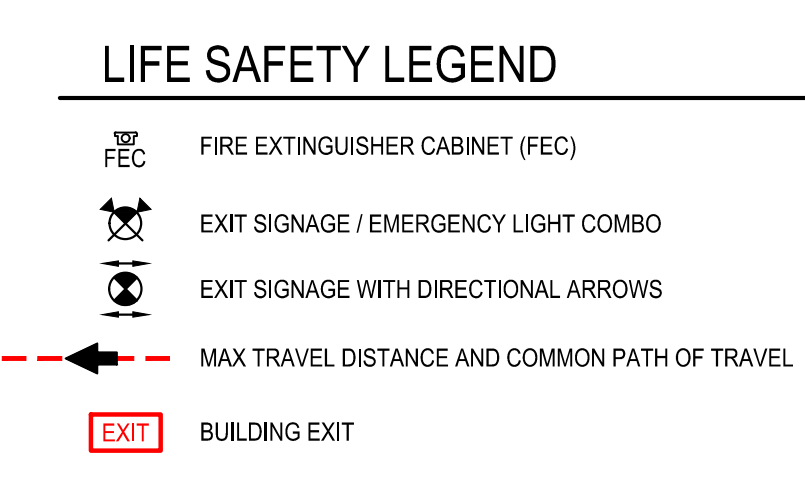 LIFE SAFETY LEGEND
FEC FIRE EXTINGUISHER CABINET (FEC)
EXIT SIGNAGE / EMERGENCY LIGHT COMBO
EXIT SIGNAGE WITH DIRECTIONAL ARROWS
MAX TRAVEL DISTANCE AND COMMON PATH OF TRAVEL
EXIT BUILDING EXIT